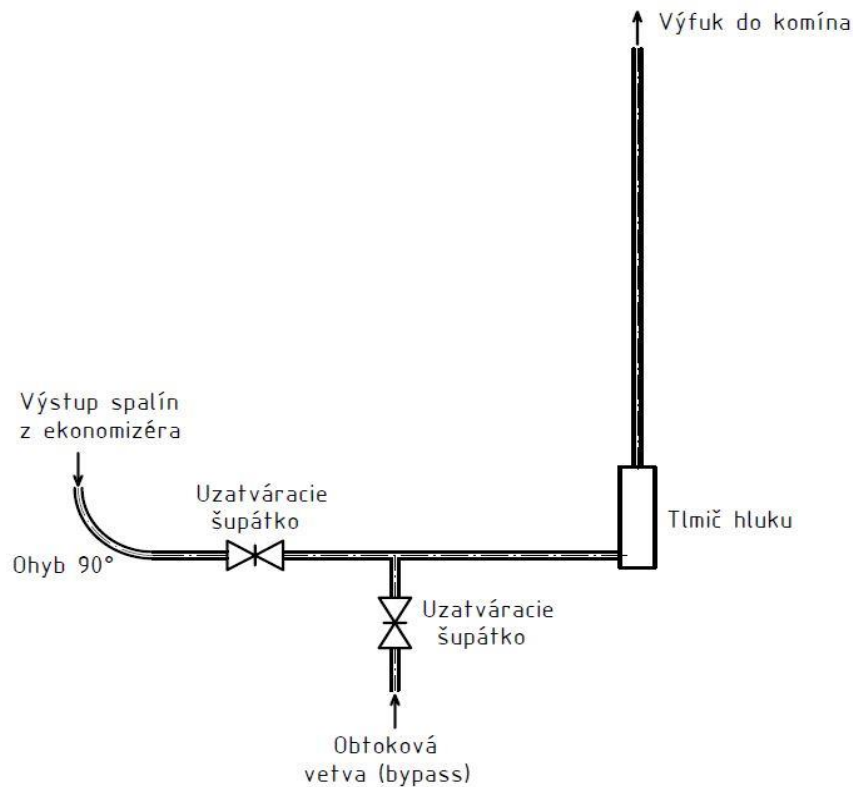 Výfuk do komína
Výstup spalín
z ekonomizéra
Uzatváracie
šupátko
Tlmič hluku
Ohyb 90°
Uzatváracie
šupátko
Obtoková
vetva (bypass)